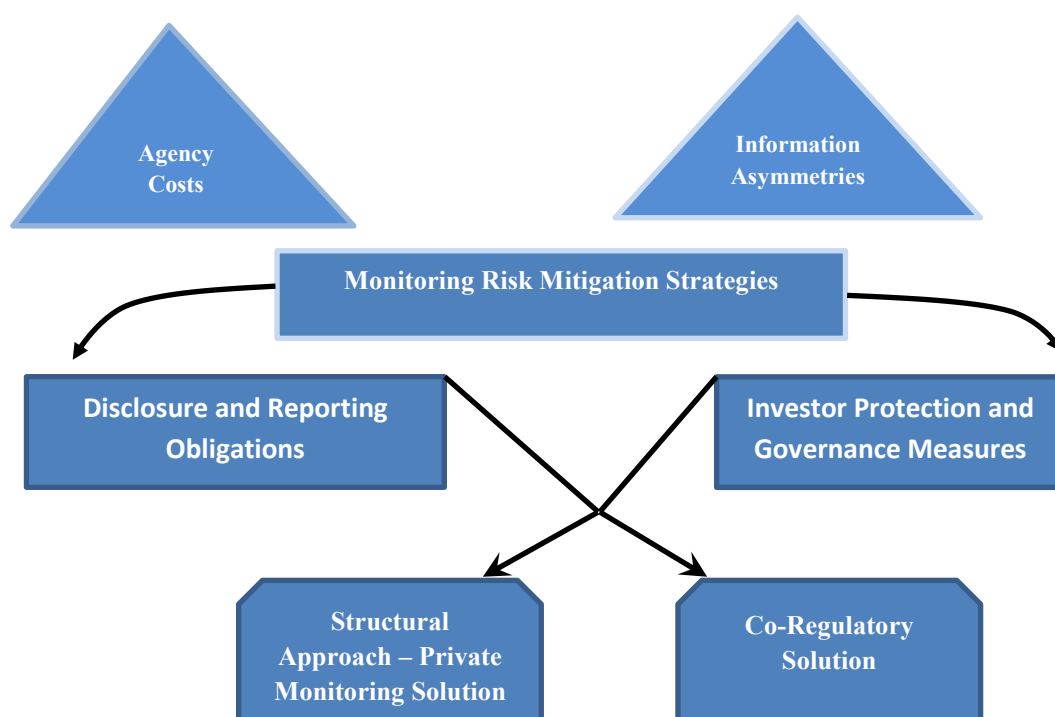 Agency
Costs
Information
Asymmetries
Monitoring Risk Mitigation Strategies
Disclosure and Reporting
Obligations
Investor Protection and
Governance Measures
Structural
Approach – Private
Monitoring Solution
Co-Regulatory
Solution